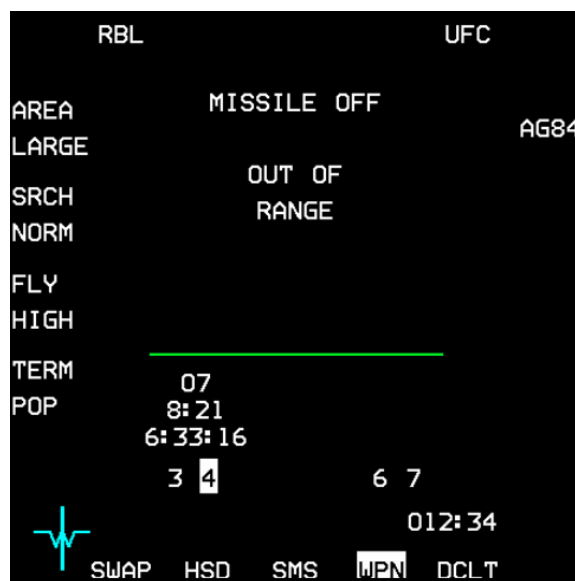 RBL UFC
MISSILE OFF
AREA
LARGE
AG84
OUT OF
RANGE
SRCH
NORM
FLY
HIGH
TERM
POP
07
8:21
6:33:16
3 4 6 7
012:34
SWAP HSD SMS WPN DCLT